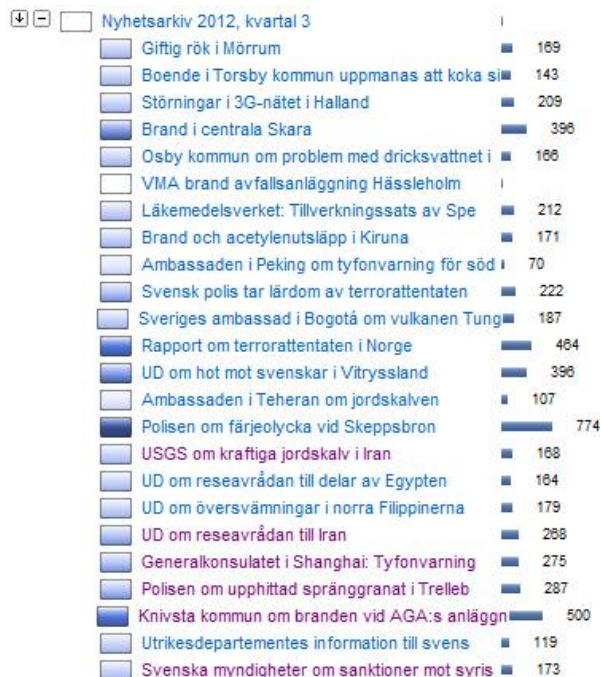 Nyhetsarkiv 2012, kvartal 3
Giftig rök i Mörrum 169
Boende i Torsby kommun uppmanas att koka si 143
Störningar i 3G-nätet i Halland 209
Brand i centrala Skara 396
Osby kommun om problem med dricksvattnet i 166
VMA brand avfallsanläggning Hässleholm
Läkemedelsverket: Tillverkningssats av Spe 212
Brand och acetylenutsläpp i Kiruna 171
Ambassaden i Peking om tyfonvarning för söd 70
Svensk polis tar lärdom av terrorattentaten 222
Sveriges ambassad i Bogotá om vulkanen Tung 187
Rapport om terrorattentaten i Norge 464
UD om hot mot svenskar i Vitryssland 396
Ambassaden i Teheran om jordskalven 107
Polisen om färjeolycka vid Skeppsbron 774
USGS om kraftiga jordskalv i Iran 168
UD om reseavrådan till delar av Egypten 164
UD om översvämningar i norra Filippinerna 179
UD om reseavrådan till Iran 268
Generalkonsulatet i Shanghai: Tyfonvarning 275
Polisen om upphittad spränggranat i Trelleb 287
Knivsta kommun om branden vid AGA:s anläggn 500
Utrikesdepartementes information till svens 119
Svenska myndigheter om sanktioner mot syris 173